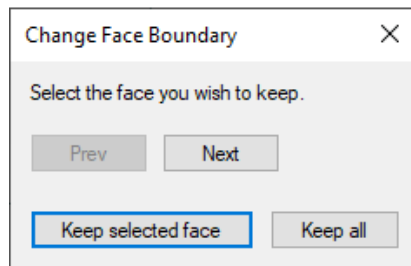 Change Face Boundary
Select the face you wish to keep.
Prev Next
Keep selected face Keep all